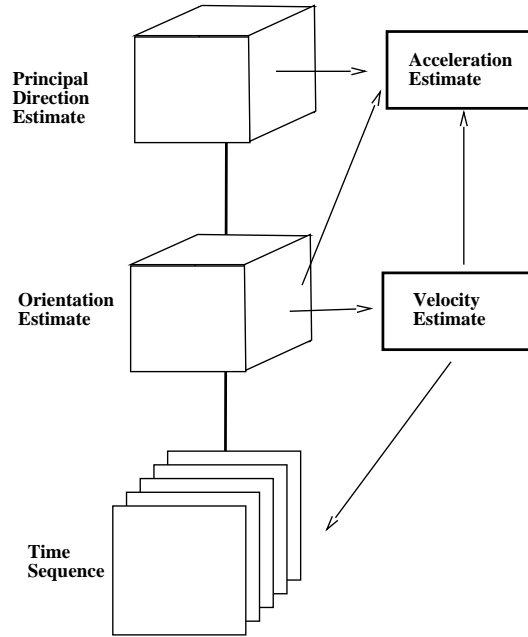 Principal
Direction
Estimate
Acceleration
Estimate
Orientation
Estimate
Velocity
Estimate
Time
Sequence